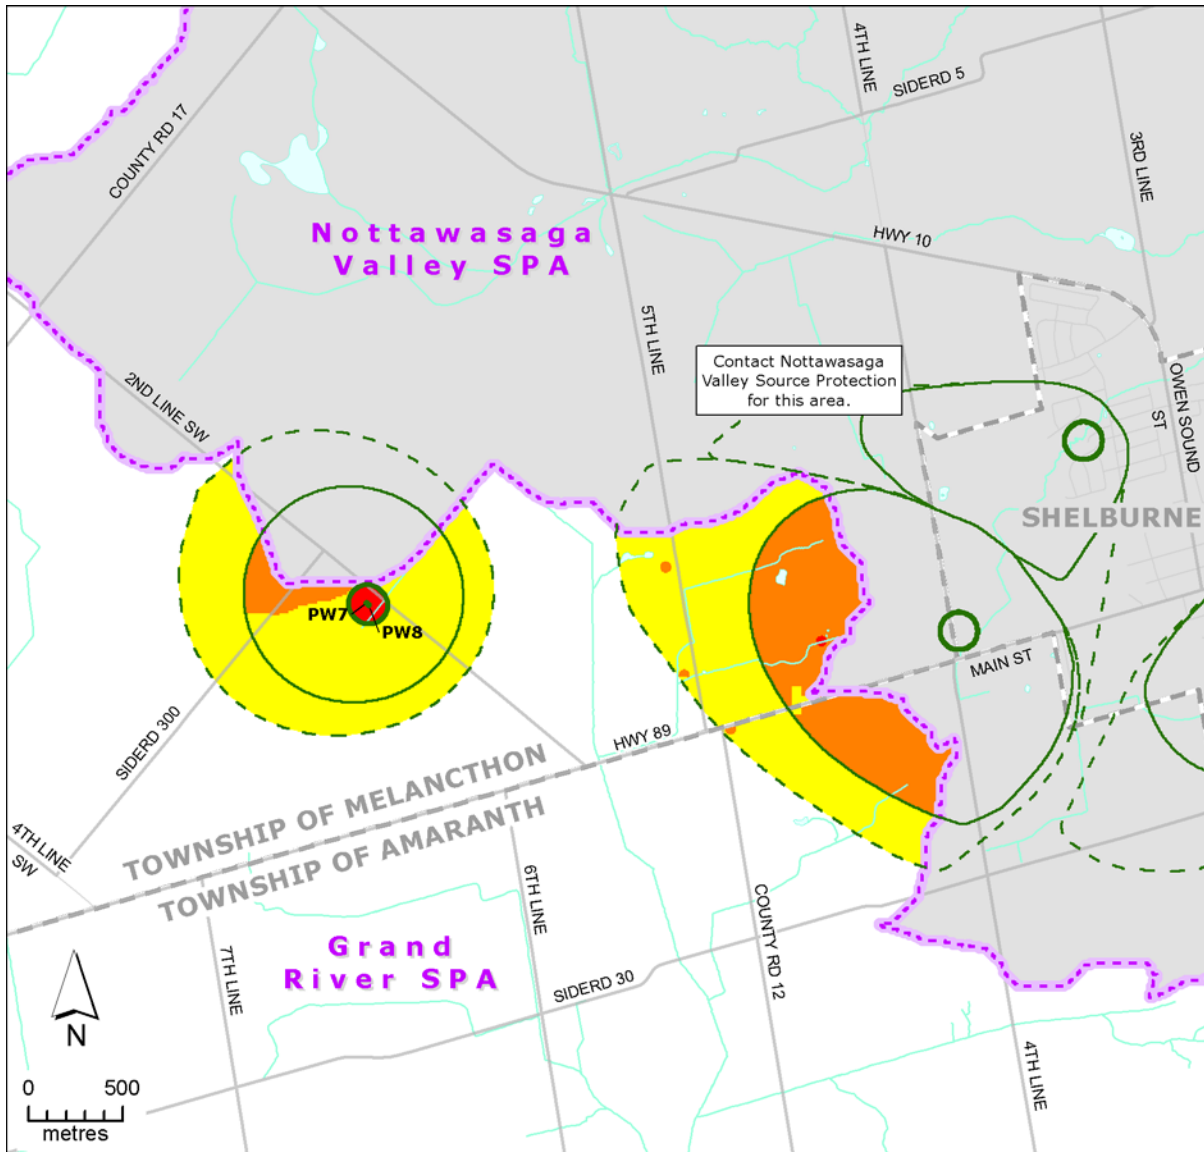 4TH LINE
SIDERD 5
COUNTY RD 17
3RD LINE
Nottawasaga
Valley SPA
HWY 10
5TH LINE
Contact Nottawasaga
Valley Source Protection
for this area.
2ND LINE SW
OWEN SOUND
ST
SHELBURNE
PW7
PW8
MAIN ST
SIDERD 300
HWY 89
TOWNSHIP OF MELANCTHON
TOWNSHIP OF AMARANTH
4TH LINE
SW
6TH LINE
COUNTY RD 12
7TH LINE
Grand
River SPA
SIDERD 30
N
4TH LINE
0 500
metres